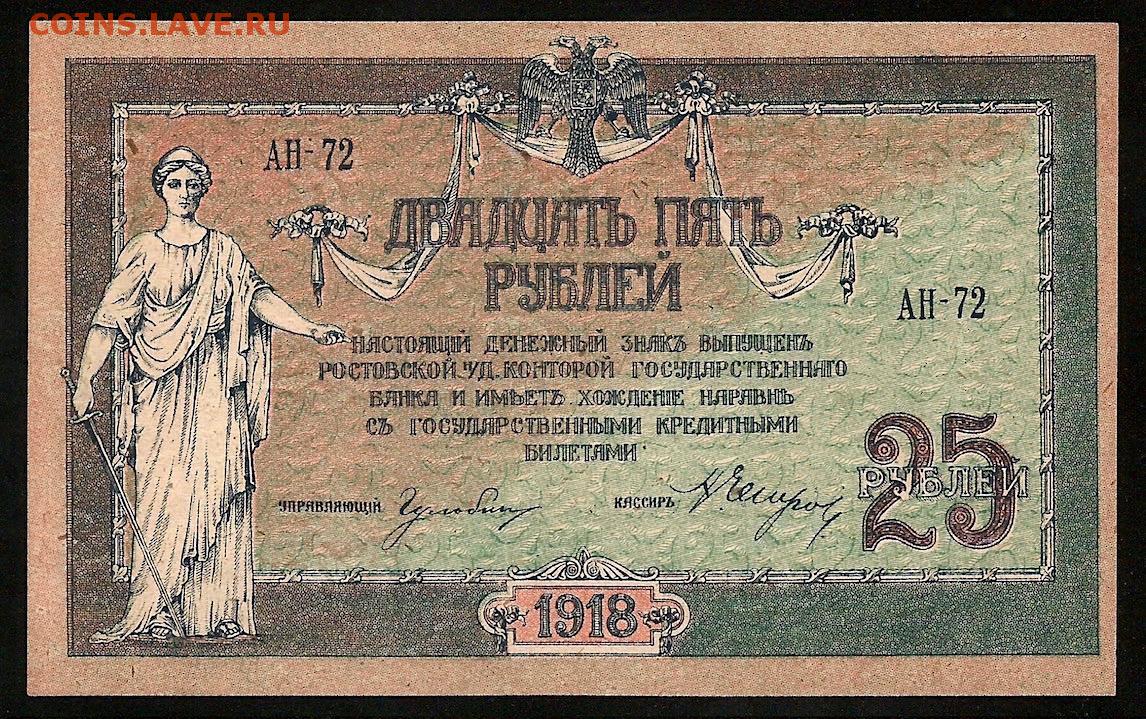 COINS.LAVE.RU
АН-72
ДВАДЦАТЬ ПЯТЬ
РУБЛЕЙ
АН-72
НАСТОЯЩІЙ ДЕНЕЖНЫЙ ЗНАКЪ ВЫПУЩЕНЪ
РОСТОВСКОЙ УД. КОНТОРОЙ ГОСУДАРСТВЕННАГО
БАНКА И ИМѢЕТЪ ХОЖДЕНІЕ НАРАВНѢ
СЪ ГОСУДАРСТВЕННЫМИ КРЕДИТНЫМИ
БИЛЕТАМИ
25
РУБЛЕЙ
УПРАВЛЯЮЩІЙ КАССИРЪ
1918